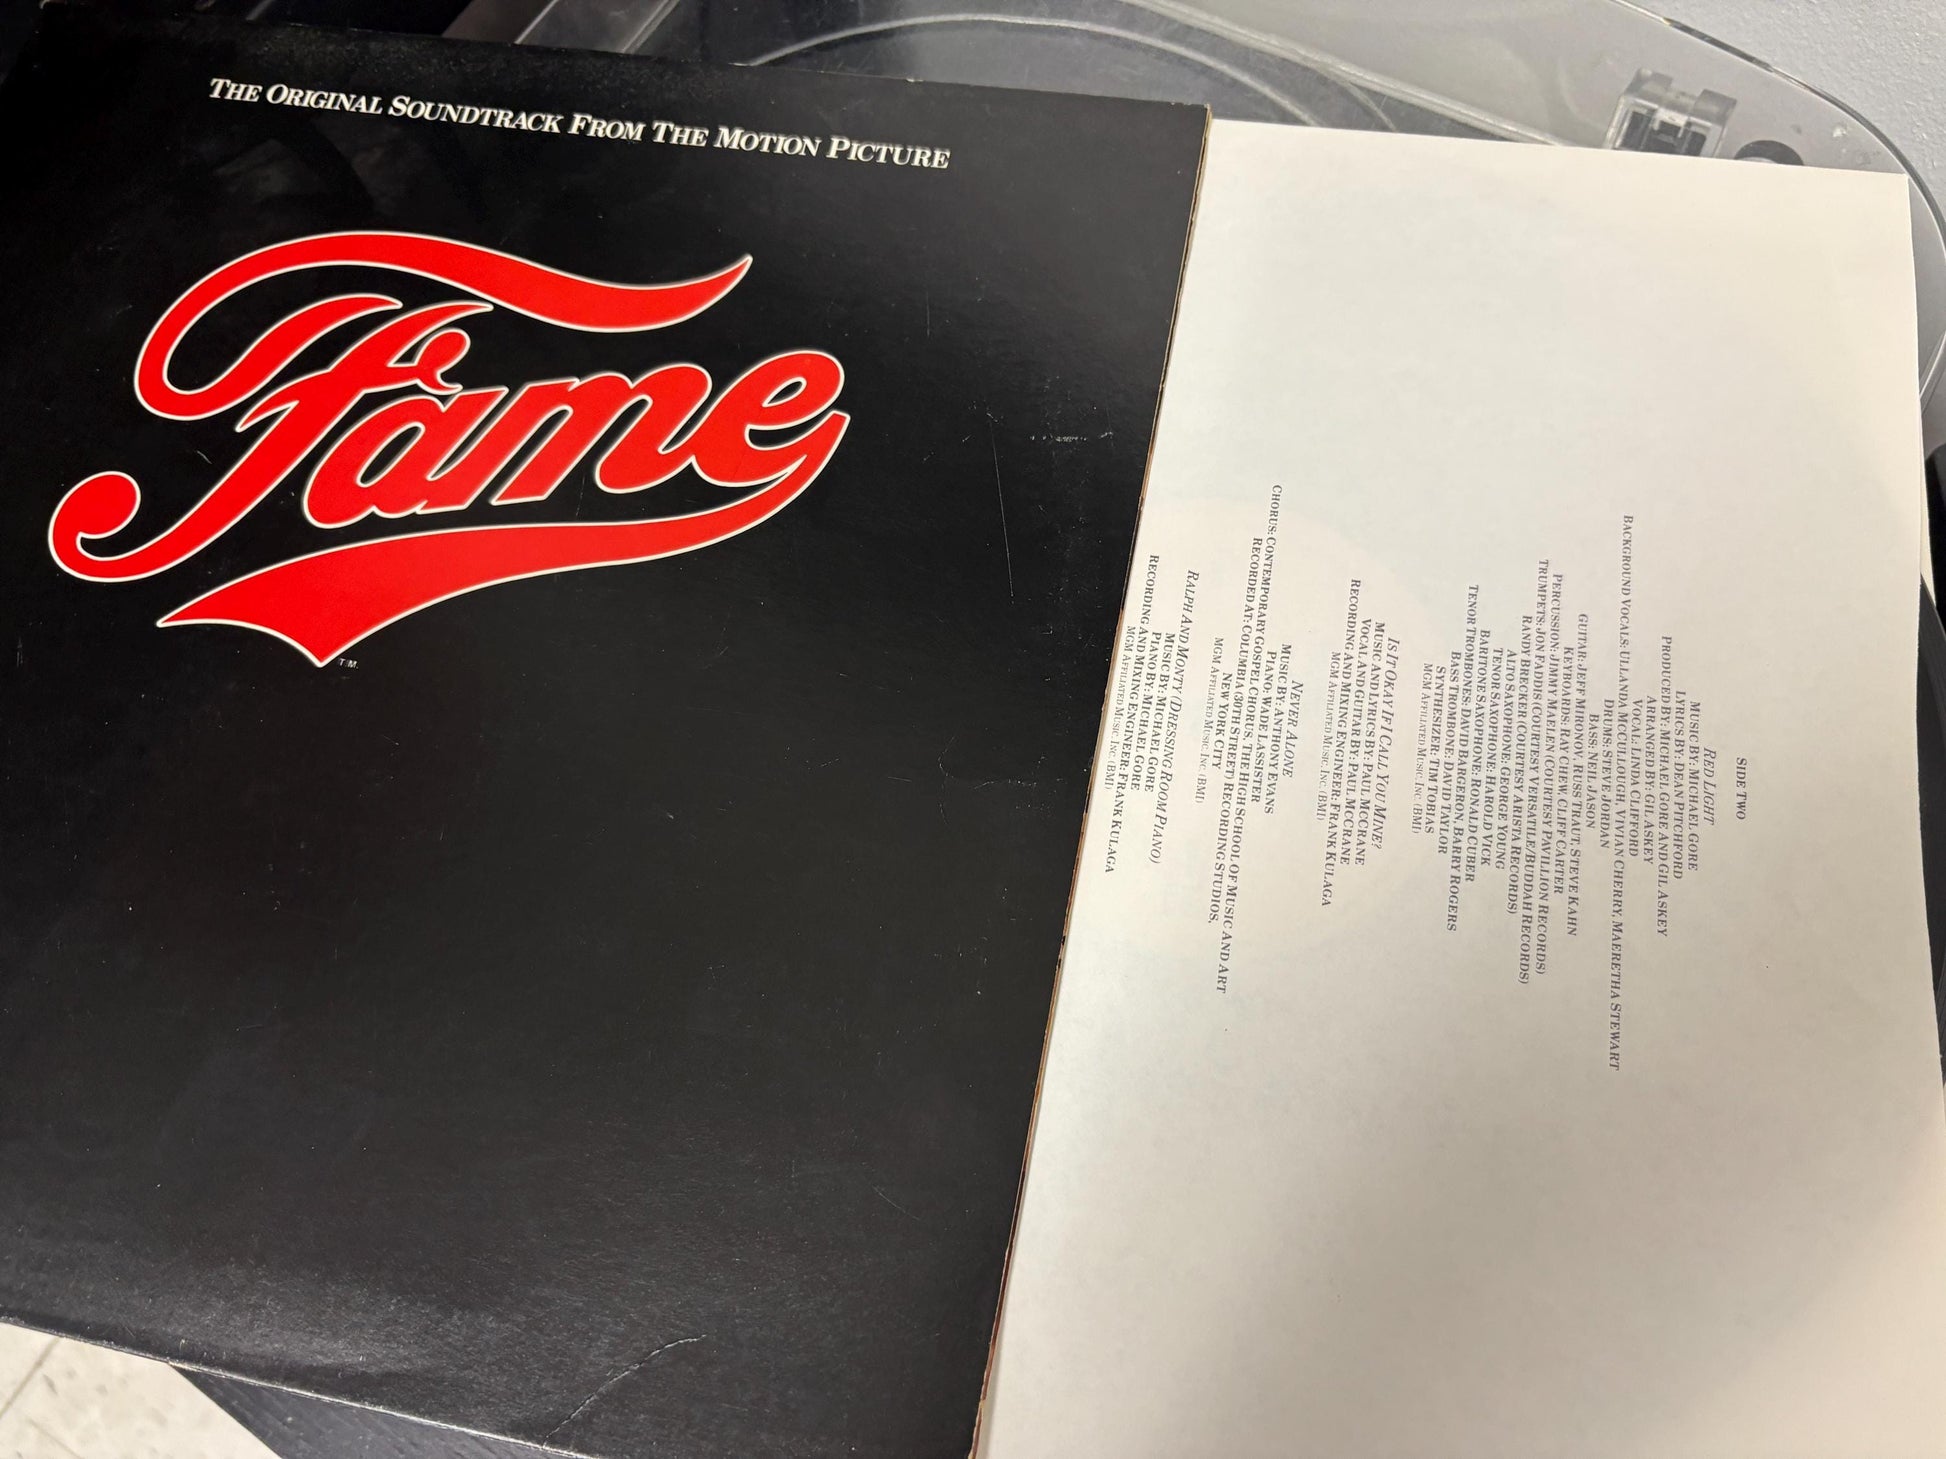 THE ORIGINAL SOUNDTRACK FROM THE MOTION PICTURE
Fame
T.M.
SIDE TWO
RED LIGHT
MUSIC BY: MICHAEL GORE
LYRICS BY: DEAN PITCHFORD
PRODUCED BY: MICHAEL GORE AND GIL ASKEY
ARRANGED BY: GIL ASKEY
VOCAL: LINDA CLIFFORD
BACKGROUND VOCALS: ULLANDA MCCULLOUGH, VIVIAN CHERRY, MAERETHA STEWART
DRUMS: STEVE JORDAN
BASS: NEIL JASON
GUITAR: JEFF MIRONOV, RUSS TRAUT, STEVE KAHN
KEYBOARDS: RAY CHEW, CLIFF CARTER
PERCUSSION: JIMMY MAELEN (COURTESY PAVILLION RECORDS)
TRUMPETS: JON FADDIS (COURTESY VERSATILE/BUDDAH RECORDS)
RANDY BRECKER (COURTESY ARISTA RECORDS)
ALTO SAXOPHONE: GEORGE YOUNG
TENOR SAXOPHONE: HAROLD VICK
BARITONE SAXOPHONE: RONALD CUBER
TENOR TROMBONES: DAVID BARGERON, BARRY ROGERS
BASS TROMBONE: DAVID TAYLOR
SYNTHESIZER: TIM TOBIAS
MGM AFFILIATED MUSIC, INC. (BMI)
IS IT OKAY IF I CALL YOU MINE?
MUSIC AND LYRICS BY: PAUL MCCRANE
VOCAL AND GUITAR BY: PAUL MCCRANE
RECORDING AND MIXING ENGINEER: FRANK KULAGA
MGM AFFILIATED MUSIC, INC. (BMI)
NEVER ALONE
MUSIC BY: ANTHONY EVANS
PIANO: WADE LASSISTER
CHORUS: CONTEMPORARY GOSPEL CHORUS, THE HIGH SCHOOL OF MUSIC AND ART
RECORDED AT: COLUMBIA (30TH STREET) RECORDING STUDIOS,
NEW YORK CITY
MGM AFFILIATED MUSIC, INC. (BMI)
RALPH AND MONTY (DRESSING ROOM PIANO)
MUSIC BY: MICHAEL GORE
PIANO BY: MICHAEL GORE
RECORDING AND MIXING ENGINEER: FRANK KULAGA
MGM AFFILIATED MUSIC, INC. (BMI)